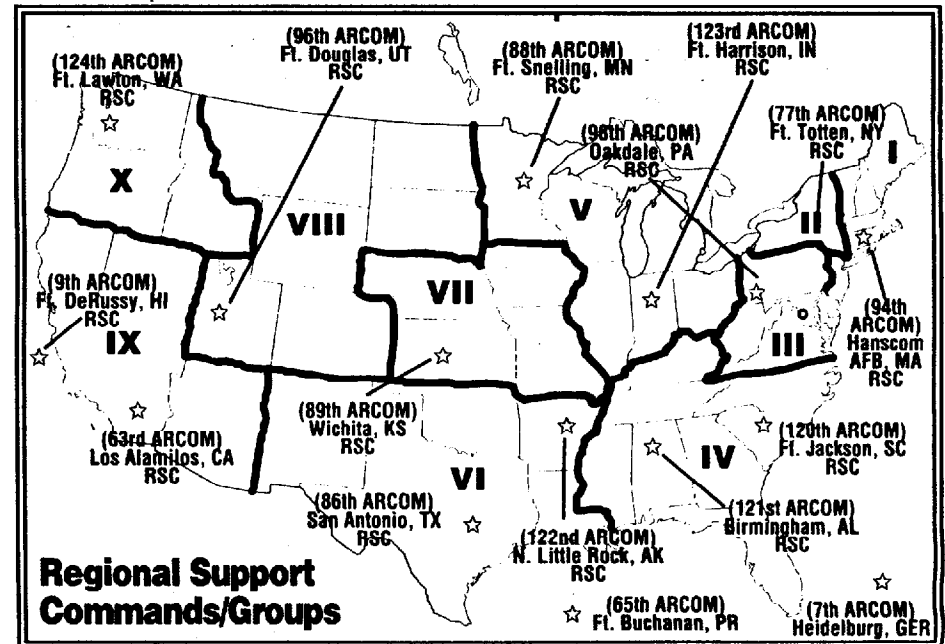 (124th ARCOM)
Ft. Lawton, WA
RSC
(96th ARCOM)
Ft. Douglas, UT
RSC
(88th ARCOM)
Ft. Snelling, MN
RSC
(123rd ARCOM)
Ft. Harrison, IN
RSC
(98th ARCOM)
Oakdale, PA
RSC
(77th ARCOM)
Ft. Totten, NY
RSC
I
X
VIII
V
II
(9th ARCOM)
Ft. DeRussy, HI
RSC
IX
VII
III
(94th
ARCOM)
Hanscom
AFB, MA
RSC
(63rd ARCOM)
Los Alamilos, CA
RSC
(89th ARCOM)
Wichita, KS
RSC
VI
IV
(120th ARCOM)
Ft. Jackson, SC
RSC
(86th ARCOM)
San Antonio, TX
RSC
(122nd ARCOM)
N. Little Rock, AK
RSC
(121st ARCOM)
Birmingham, AL
RSC
Regional Support
Commands/Groups
(65th ARCOM)
Ft. Buchanan, PR
(7th ARCOM)
Heidelburg, GER